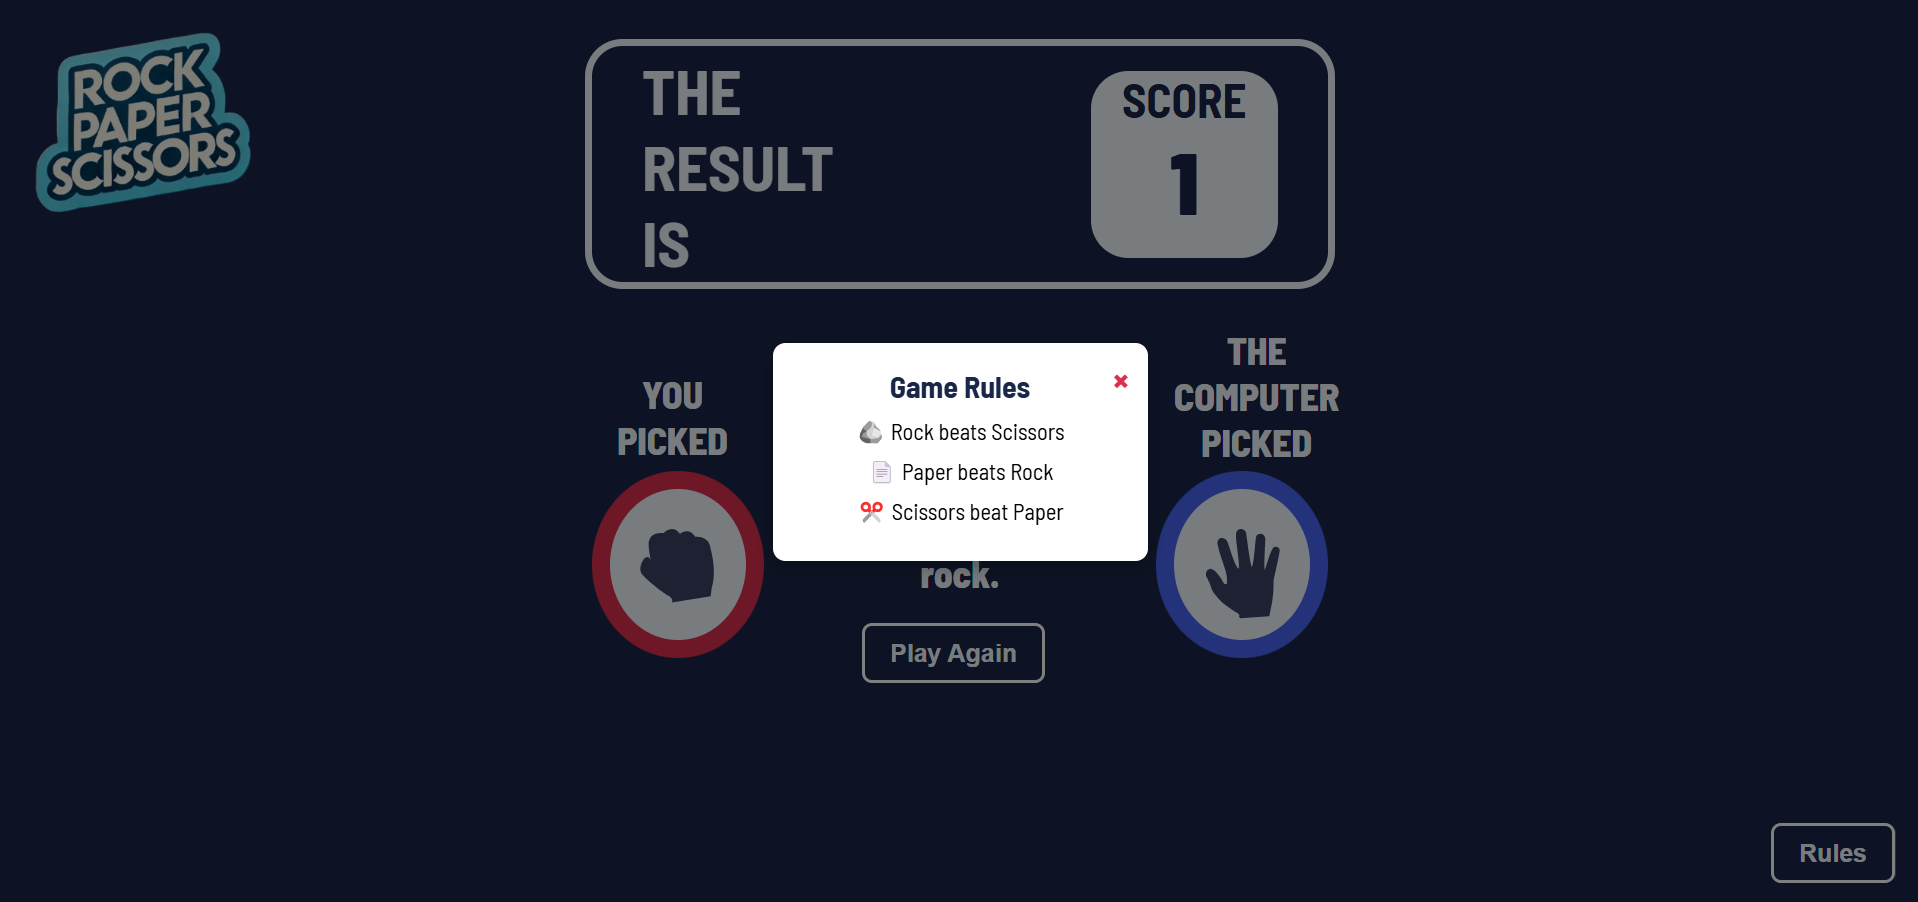 ROCK
PAPER
SCISSORS
THE
RESULT
IS
SCORE
1
YOU
PICKED
THE
COMPUTER
PICKED
Game Rules
✖
Rock beats Scissors
Paper beats Rock
Scissors beat Paper
rock.
Play Again
Rules